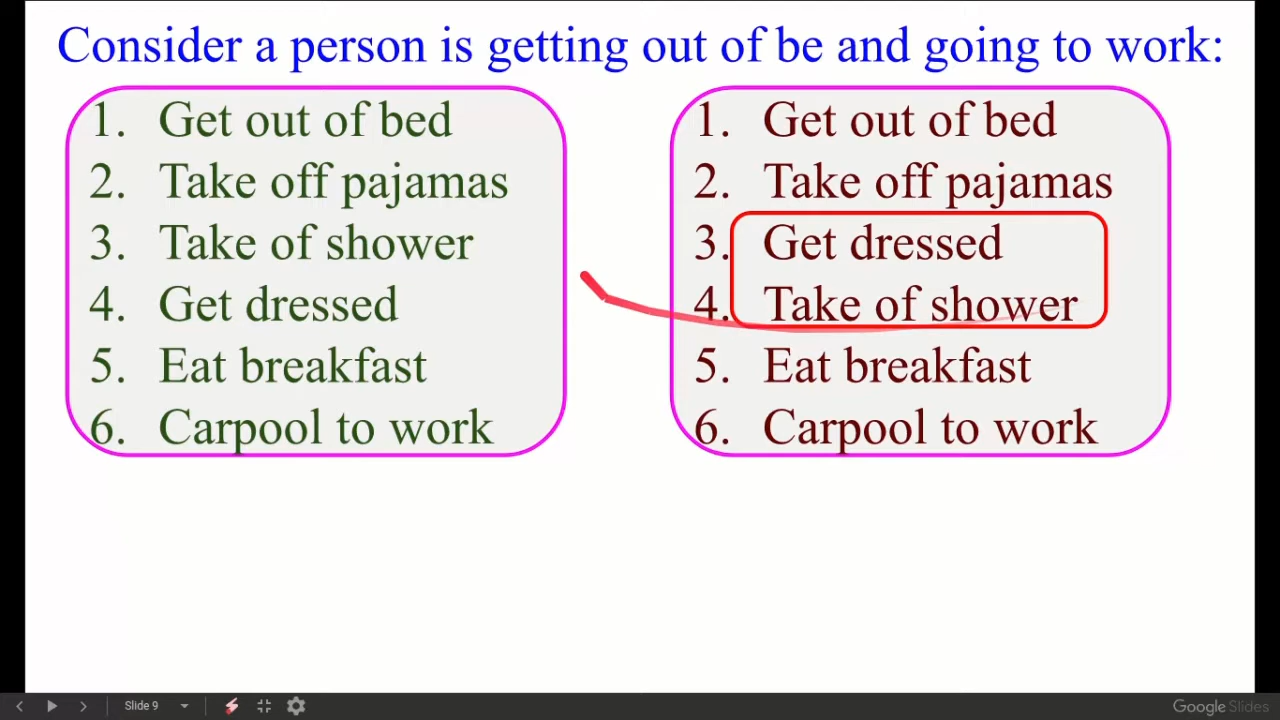 Consider a person is getting out of be and going to work:
1. Get out of bed
2. Take off pajamas
3. Take of shower
4. Get dressed
5. Eat breakfast
6. Carpool to work
1. Get out of bed
2. Take off pajamas
3. Get dressed
4. Take of shower
5. Eat breakfast
6. Carpool to work
Slide 9
Google Slides